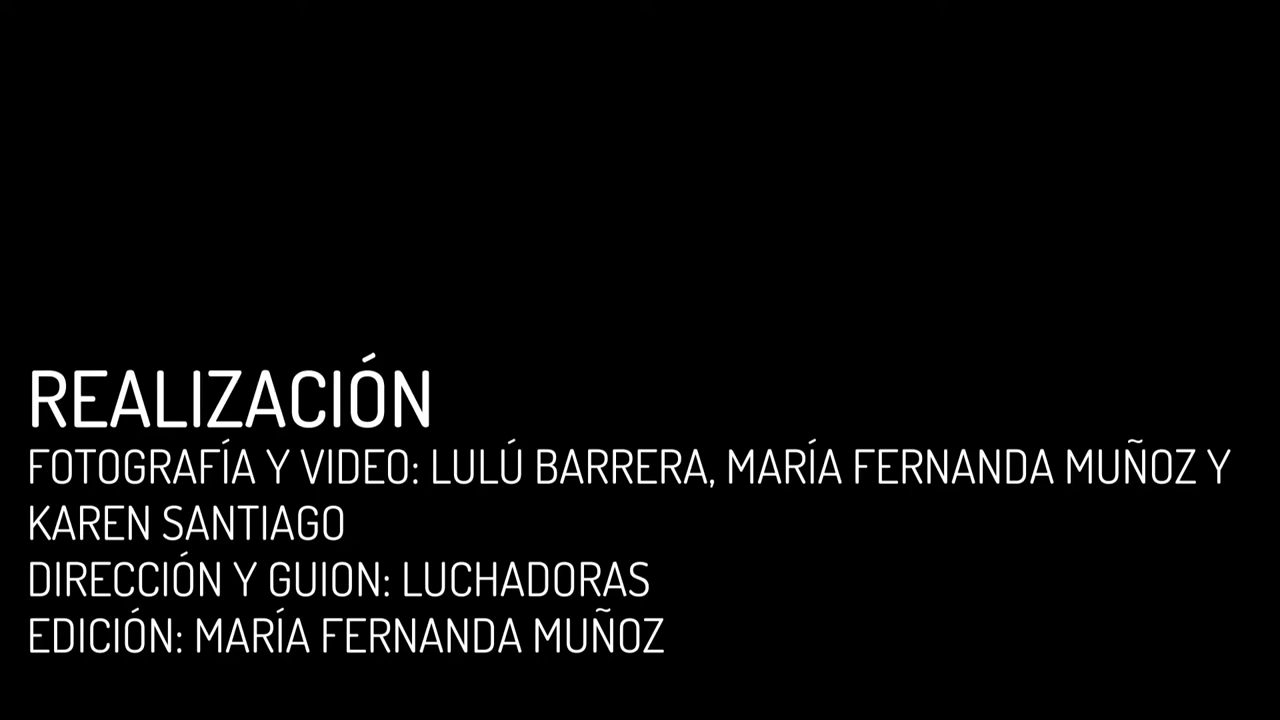 REALIZACIÓN
FOTOGRAFÍA Y VIDEO: LULÚ BARRERA, MARÍA FERNANDA MUÑOZ Y
KAREN SANTIAGO
DIRECCIÓN Y GUION: LUCHADORAS
EDICIÓN: MARÍA FERNANDA MUÑOZ